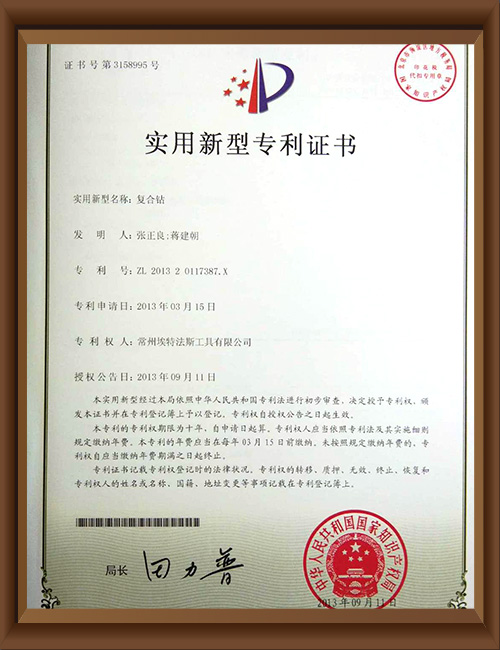 证书号第3158995号
印花税
代扣专用章
实用新型专利证书
实用新型名称:复合钻
发明人:张正良;蒋建朝
专利号:ZL 2013 2 0117387.X
专利申请日:2013年03月15日
专利权人:常州埃特法斯工具有限公司
授权公告日:2013年09月11日
本实用新型经过本局依照中华人民共和国专利法进行初步审查,决定授予专利权,颁
发本证书并在专利登记簿上予以登记。专利权自授权公告之日起生效。
本专利的专利权期限为十年,自申请日起算。专利权人应当依照专利法及其实施细则
规定缴纳年费。本专利的年费应当在每年03月15日前缴纳。未按照规定缴纳年费的,专
利权自应当缴纳年费期满之日起终止。
专利证书记载专利权登记时的法律状况。专利权的转移、质押、无效、终止、恢复和
专利权人的姓名或名称、国籍、地址变更等事项记载在专利登记簿上。
局长 田力普
中华人民共和国国家知识产权局
2013年09月11日